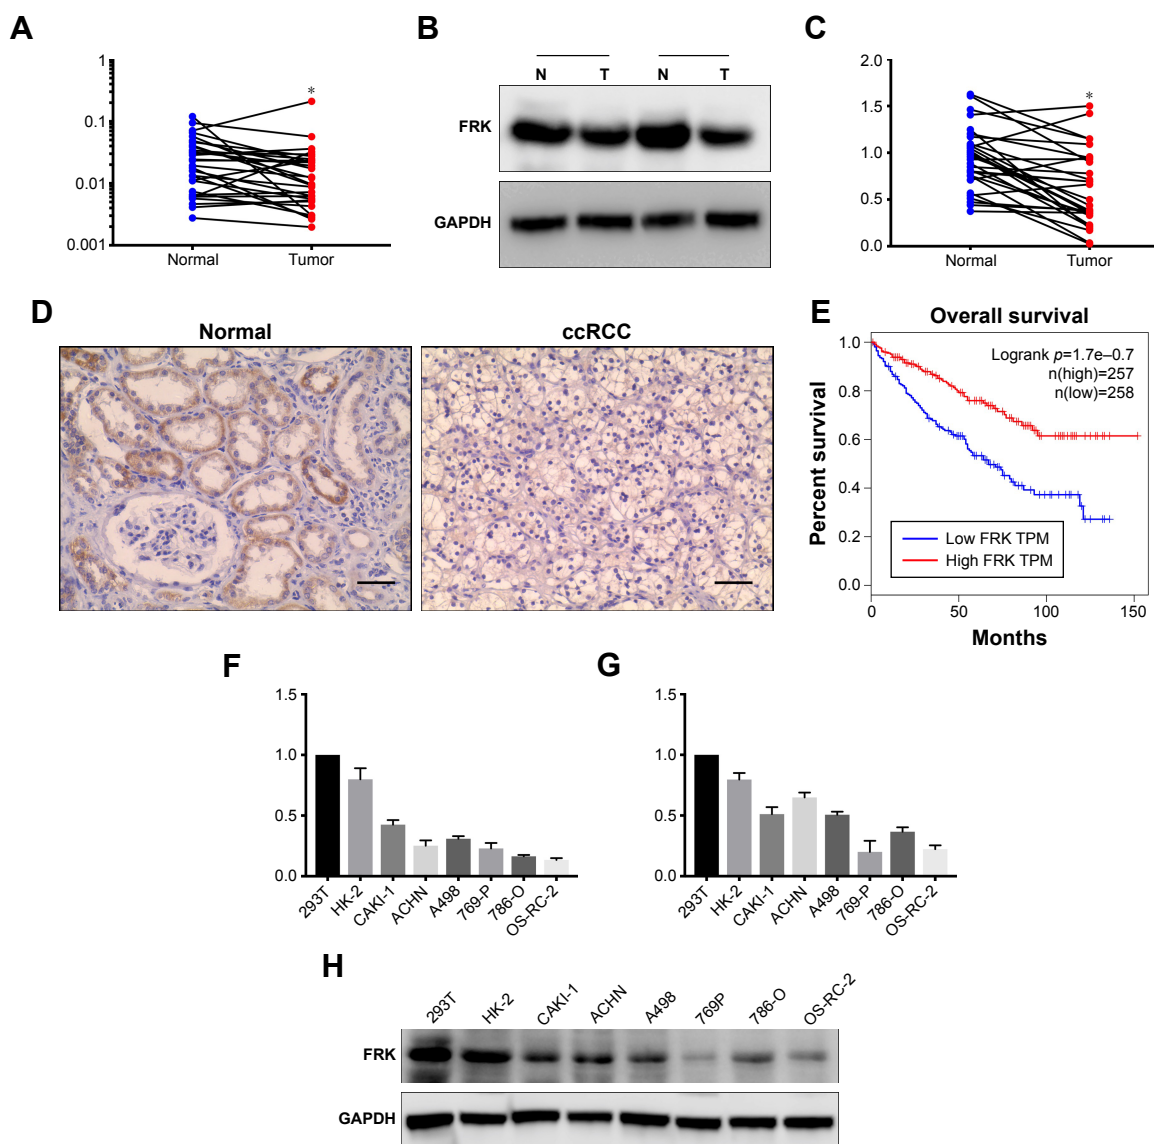 A
1
0.1
0.01
0.001
*
Normal
Tumor
B
N
T
N
T
FRK
GAPDH
C
2.0
1.5
1.0
0.5
0.0
*
Normal
Tumor
D
Normal
ccRCC
E
Overall survival
Logrank p=1.7e–0.7
n(high)=257
n(low)=258
Percent survival
1.0
0.8
0.6
0.4
0.2
0.0
Low FRK TPM
High FRK TPM
0
50
100
150
Months
F
1.5
1.0
0.5
0.0
293T
HK-2
CAKI-1
ACHN
A498
769-P
786-O
OS-RC-2
G
1.5
1.0
0.5
0.0
293T
HK-2
CAKI-1
ACHN
A498
769-P
786-O
OS-RC-2
H
293T
HK-2
CAKI-1
ACHN
A498
769P
786-O
OS-RC-2
FRK
GAPDH